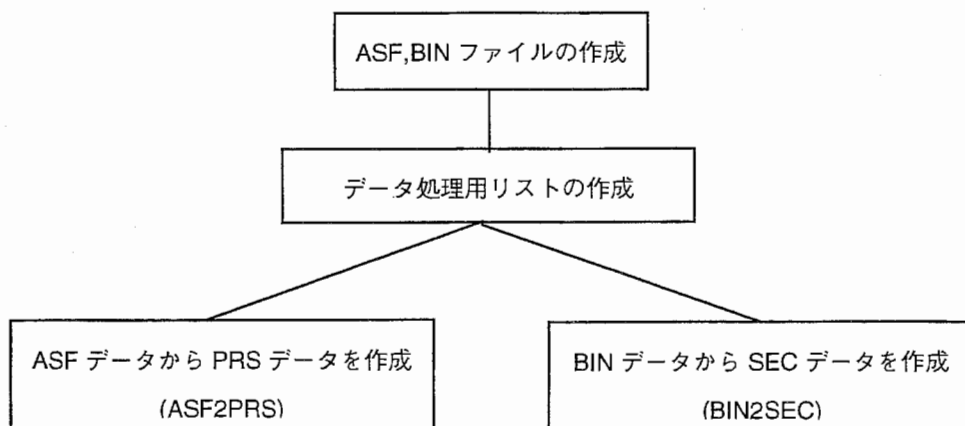 ASF,BIN ファイルの作成
データ処理用リストの作成
ASF データから PRS データを作成
(ASF2PRS)
BIN データから SEC データを作成
(BIN2SEC)